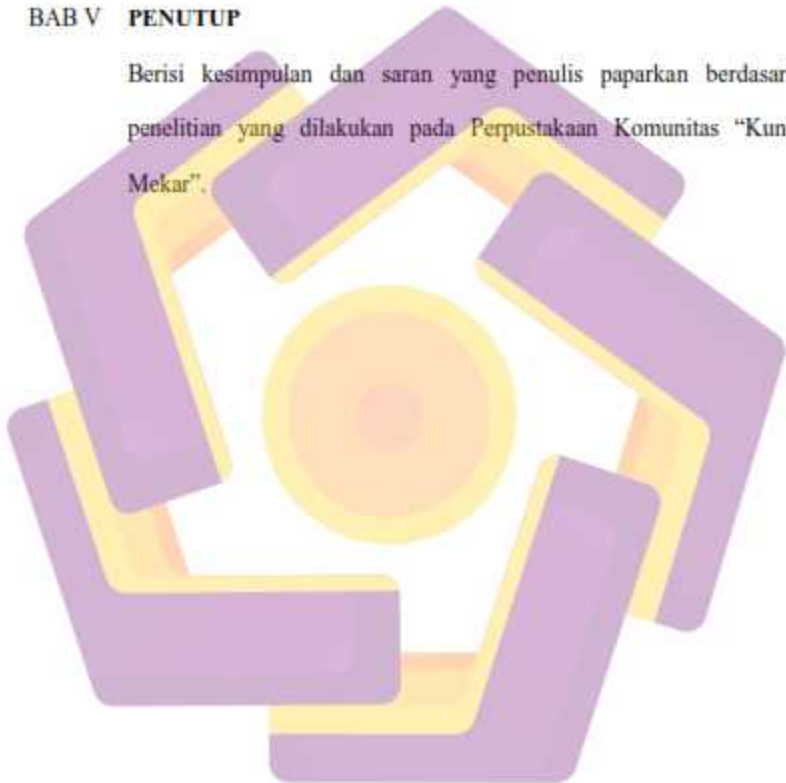 BAB V PENUTUP
Berisi kesimpulan dan saran yang penulis paparkan berdasar
penelitian yang dilakukan pada Perpustakaan Komunitas “Kun
Mekar”.